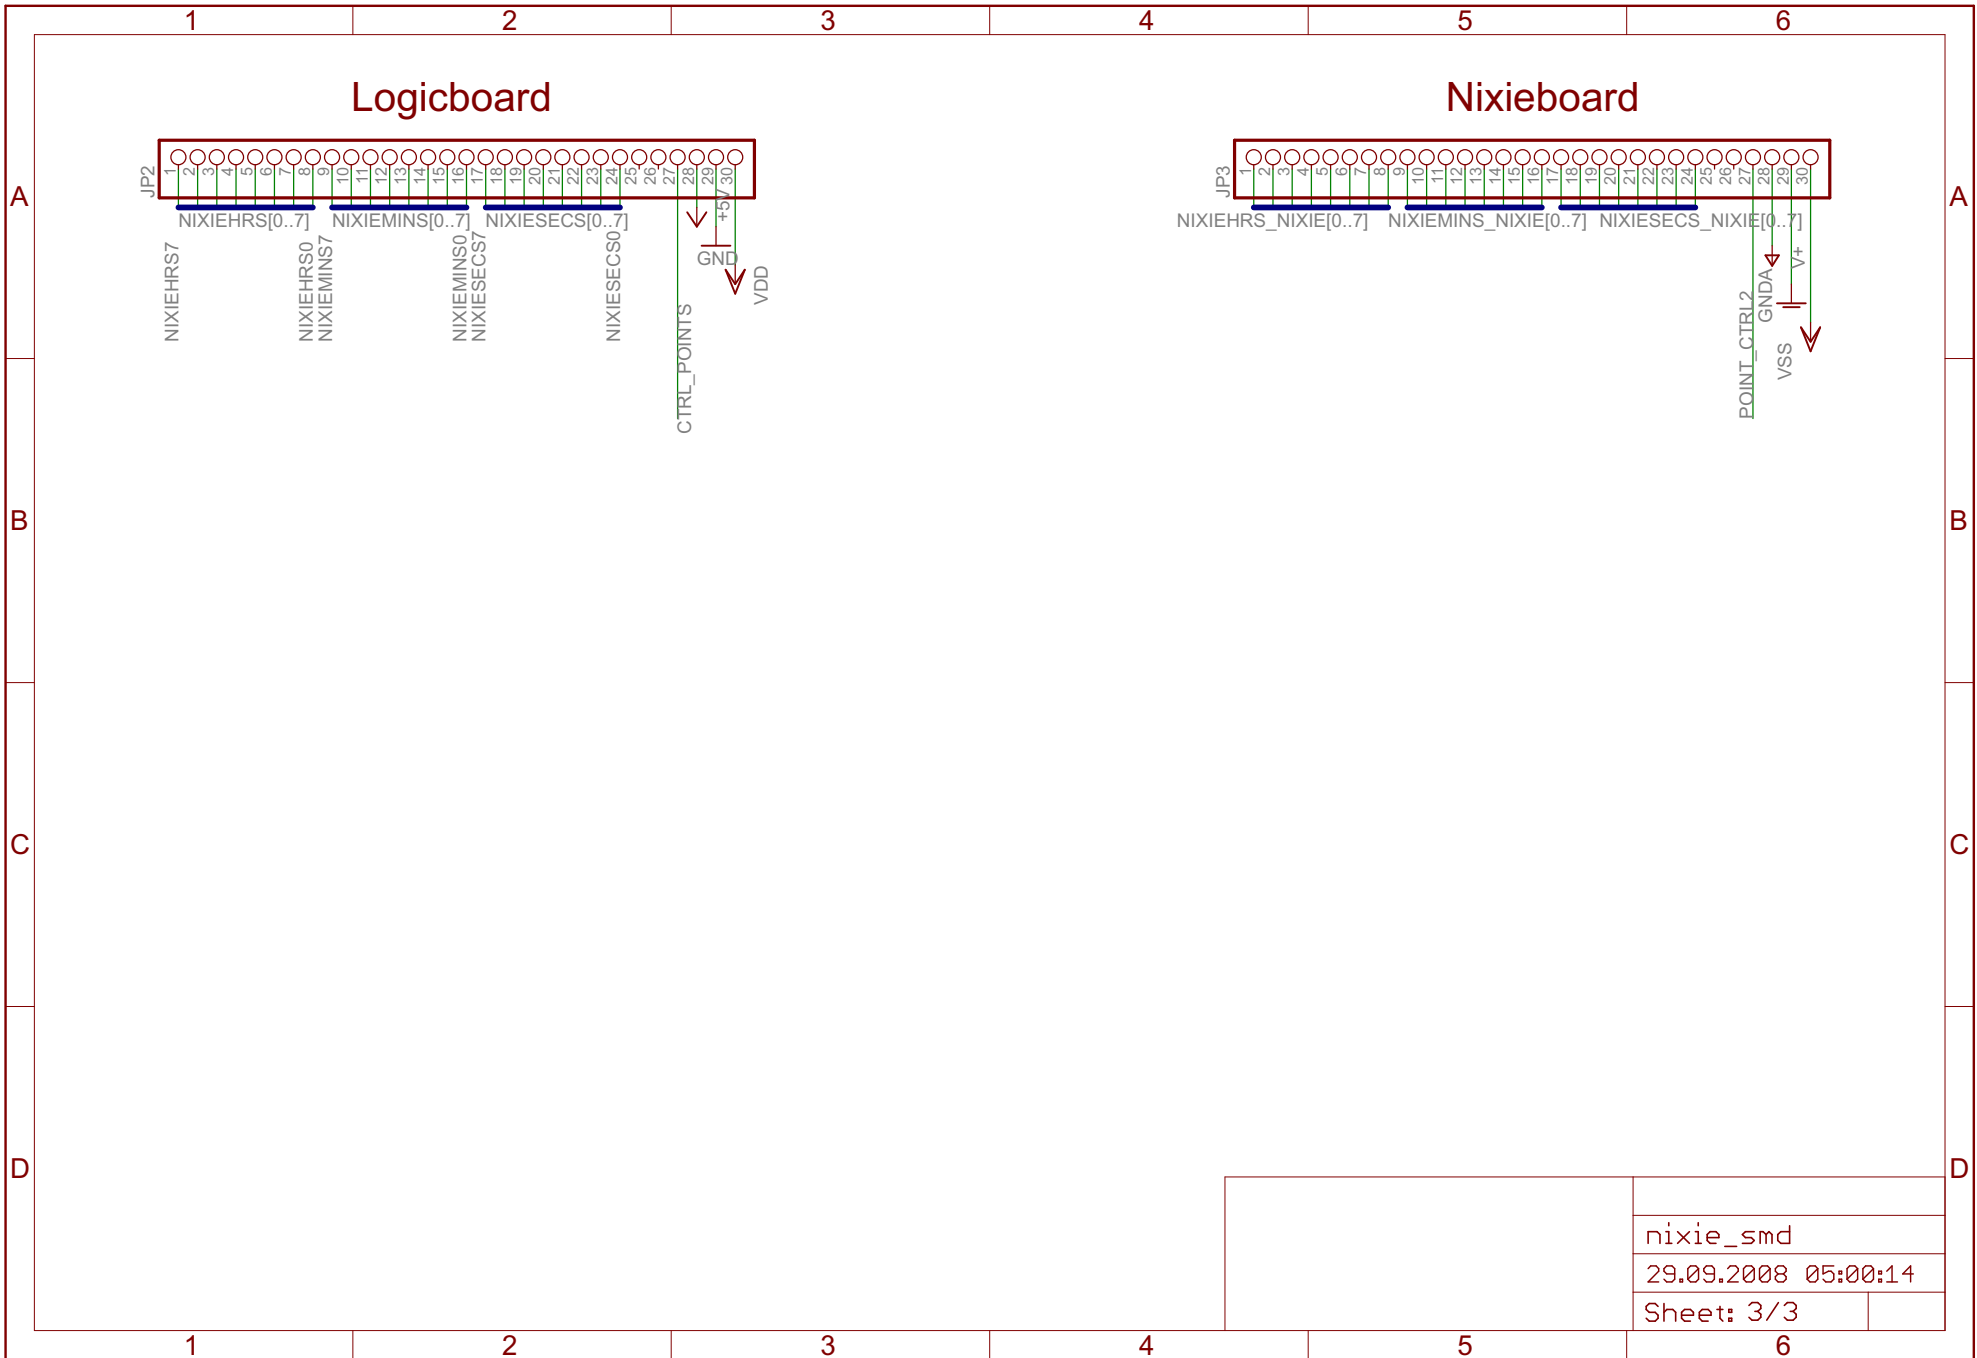 1 2 3 4 5 6
Logicboard Nixieboard
JP2
1 2 3 4 5 6 7 8 9 10 11 12 13 14 15 16 17 18 19 20 21 22 23 24 25 26 27 28 29 30
JP3
1 2 3 4 5 6 7 8 9 10 11 12 13 14 15 16 17 18 19 20 21 22 23 24 25 26 27 28 29 30
A A
NIXIEHRS[0..7] NIXIEMINS[0..7] NIXIESECS[0..7]
+5V
GND
VDD
NIXIEHRS7
NIXIEHRS0
NIXIEMINS7
NIXIEMINS0
NIXIESECS7
NIXIESECS0
CTRL_POINTS
NIXIEHRS_NIXIE[0..7] NIXIEMINS_NIXIE[0..7] NIXIESECS_NIXIE[0..7]
POINT_CTRL2
GNDA
V+
VSS
B B
C C
D D
nixie_smd
29.09.2008 05:00:14
Sheet: 3/3
1 2 3 4 5 6